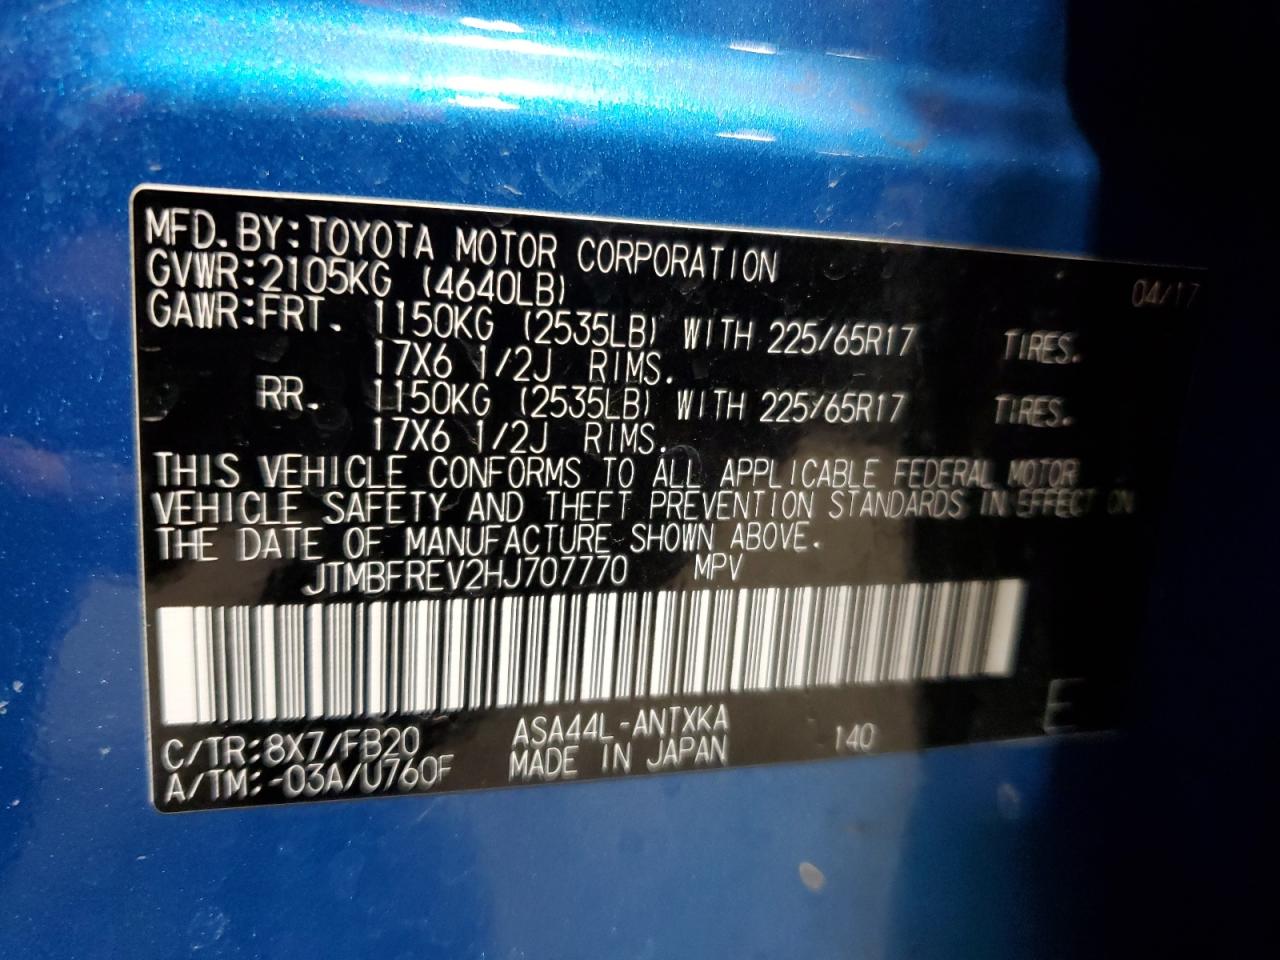 MFD. BY: TOYOTA MOTOR CORPORATION 04/17
GVWR: 2105KG (4640LB)
GAWR: FRT. 1150KG (2535LB) WITH 225/65R17 TIRES.
17X6 1/2J RIMS.
RR. 1150KG (2535LB) WITH 225/65R17 TIRES.
17X6 1/2J RIMS.
THIS VEHICLE CONFORMS TO ALL APPLICABLE FEDERAL MOTOR
VEHICLE SAFETY AND THEFT PREVENTION STANDARDS IN EFFECT ON
THE DATE OF MANUFACTURE SHOWN ABOVE.
JTMBFREV2HJ707770 MPV
C/TR: 8X7/FB20 ASA44L-ANTXKA 140 E
A/TM: -03A/U760F MADE IN JAPAN